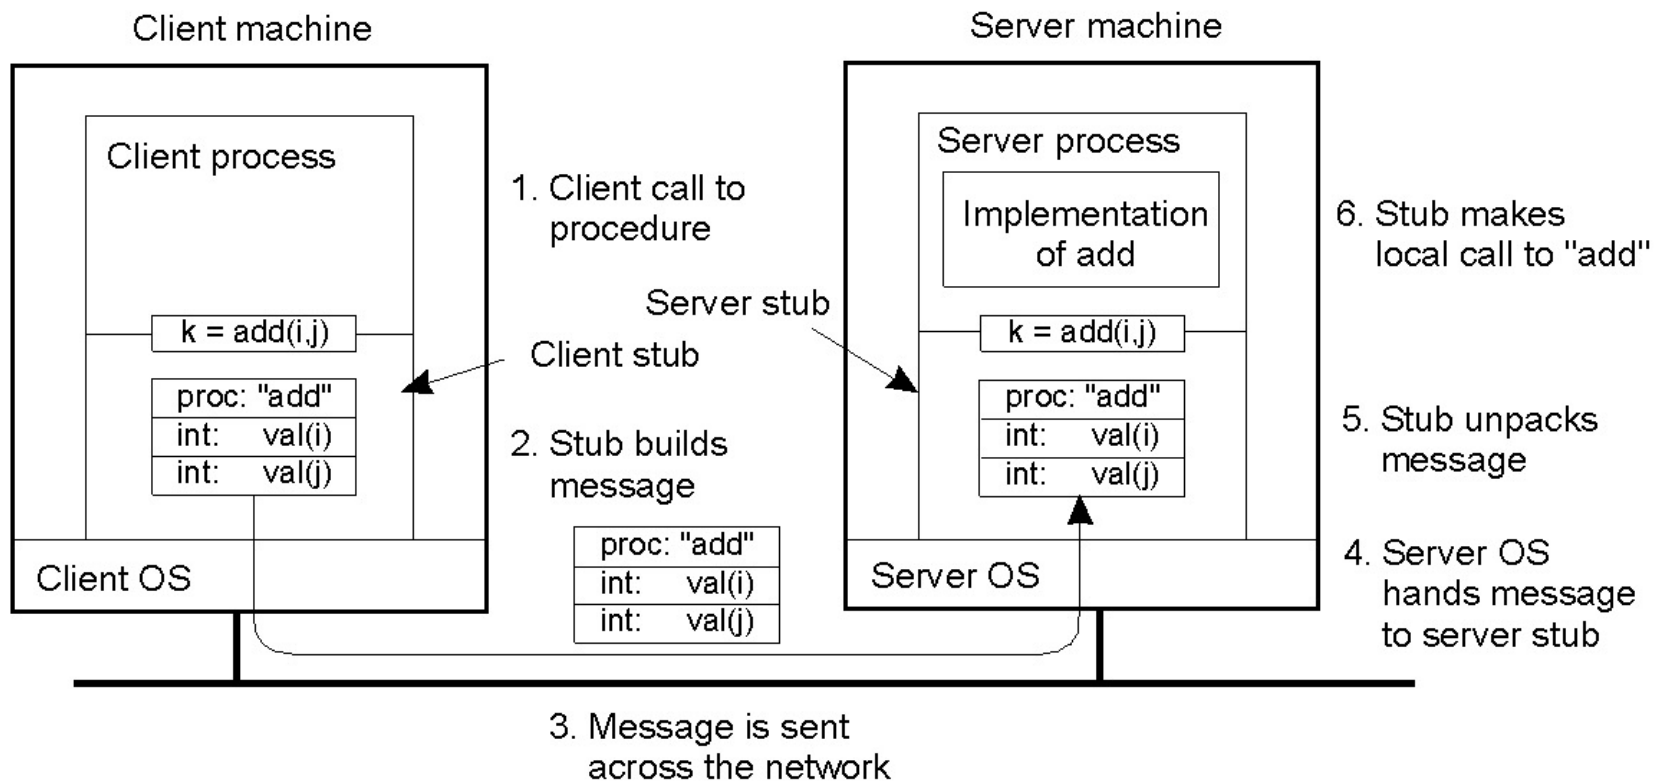 Client machine
Server machine
Client process
1. Client call to
procedure
k = add(i,j)
Client stub
proc: "add"
int: val(i)
int: val(j)
2. Stub builds
message
proc: "add"
int: val(i)
int: val(j)
Client OS
3. Message is sent
across the network
Server process
Implementation
of add
Server stub
k = add(i,j)
proc: "add"
int: val(i)
int: val(j)
Server OS
6. Stub makes
local call to "add"
5. Stub unpacks
message
4. Server OS
hands message
to server stub